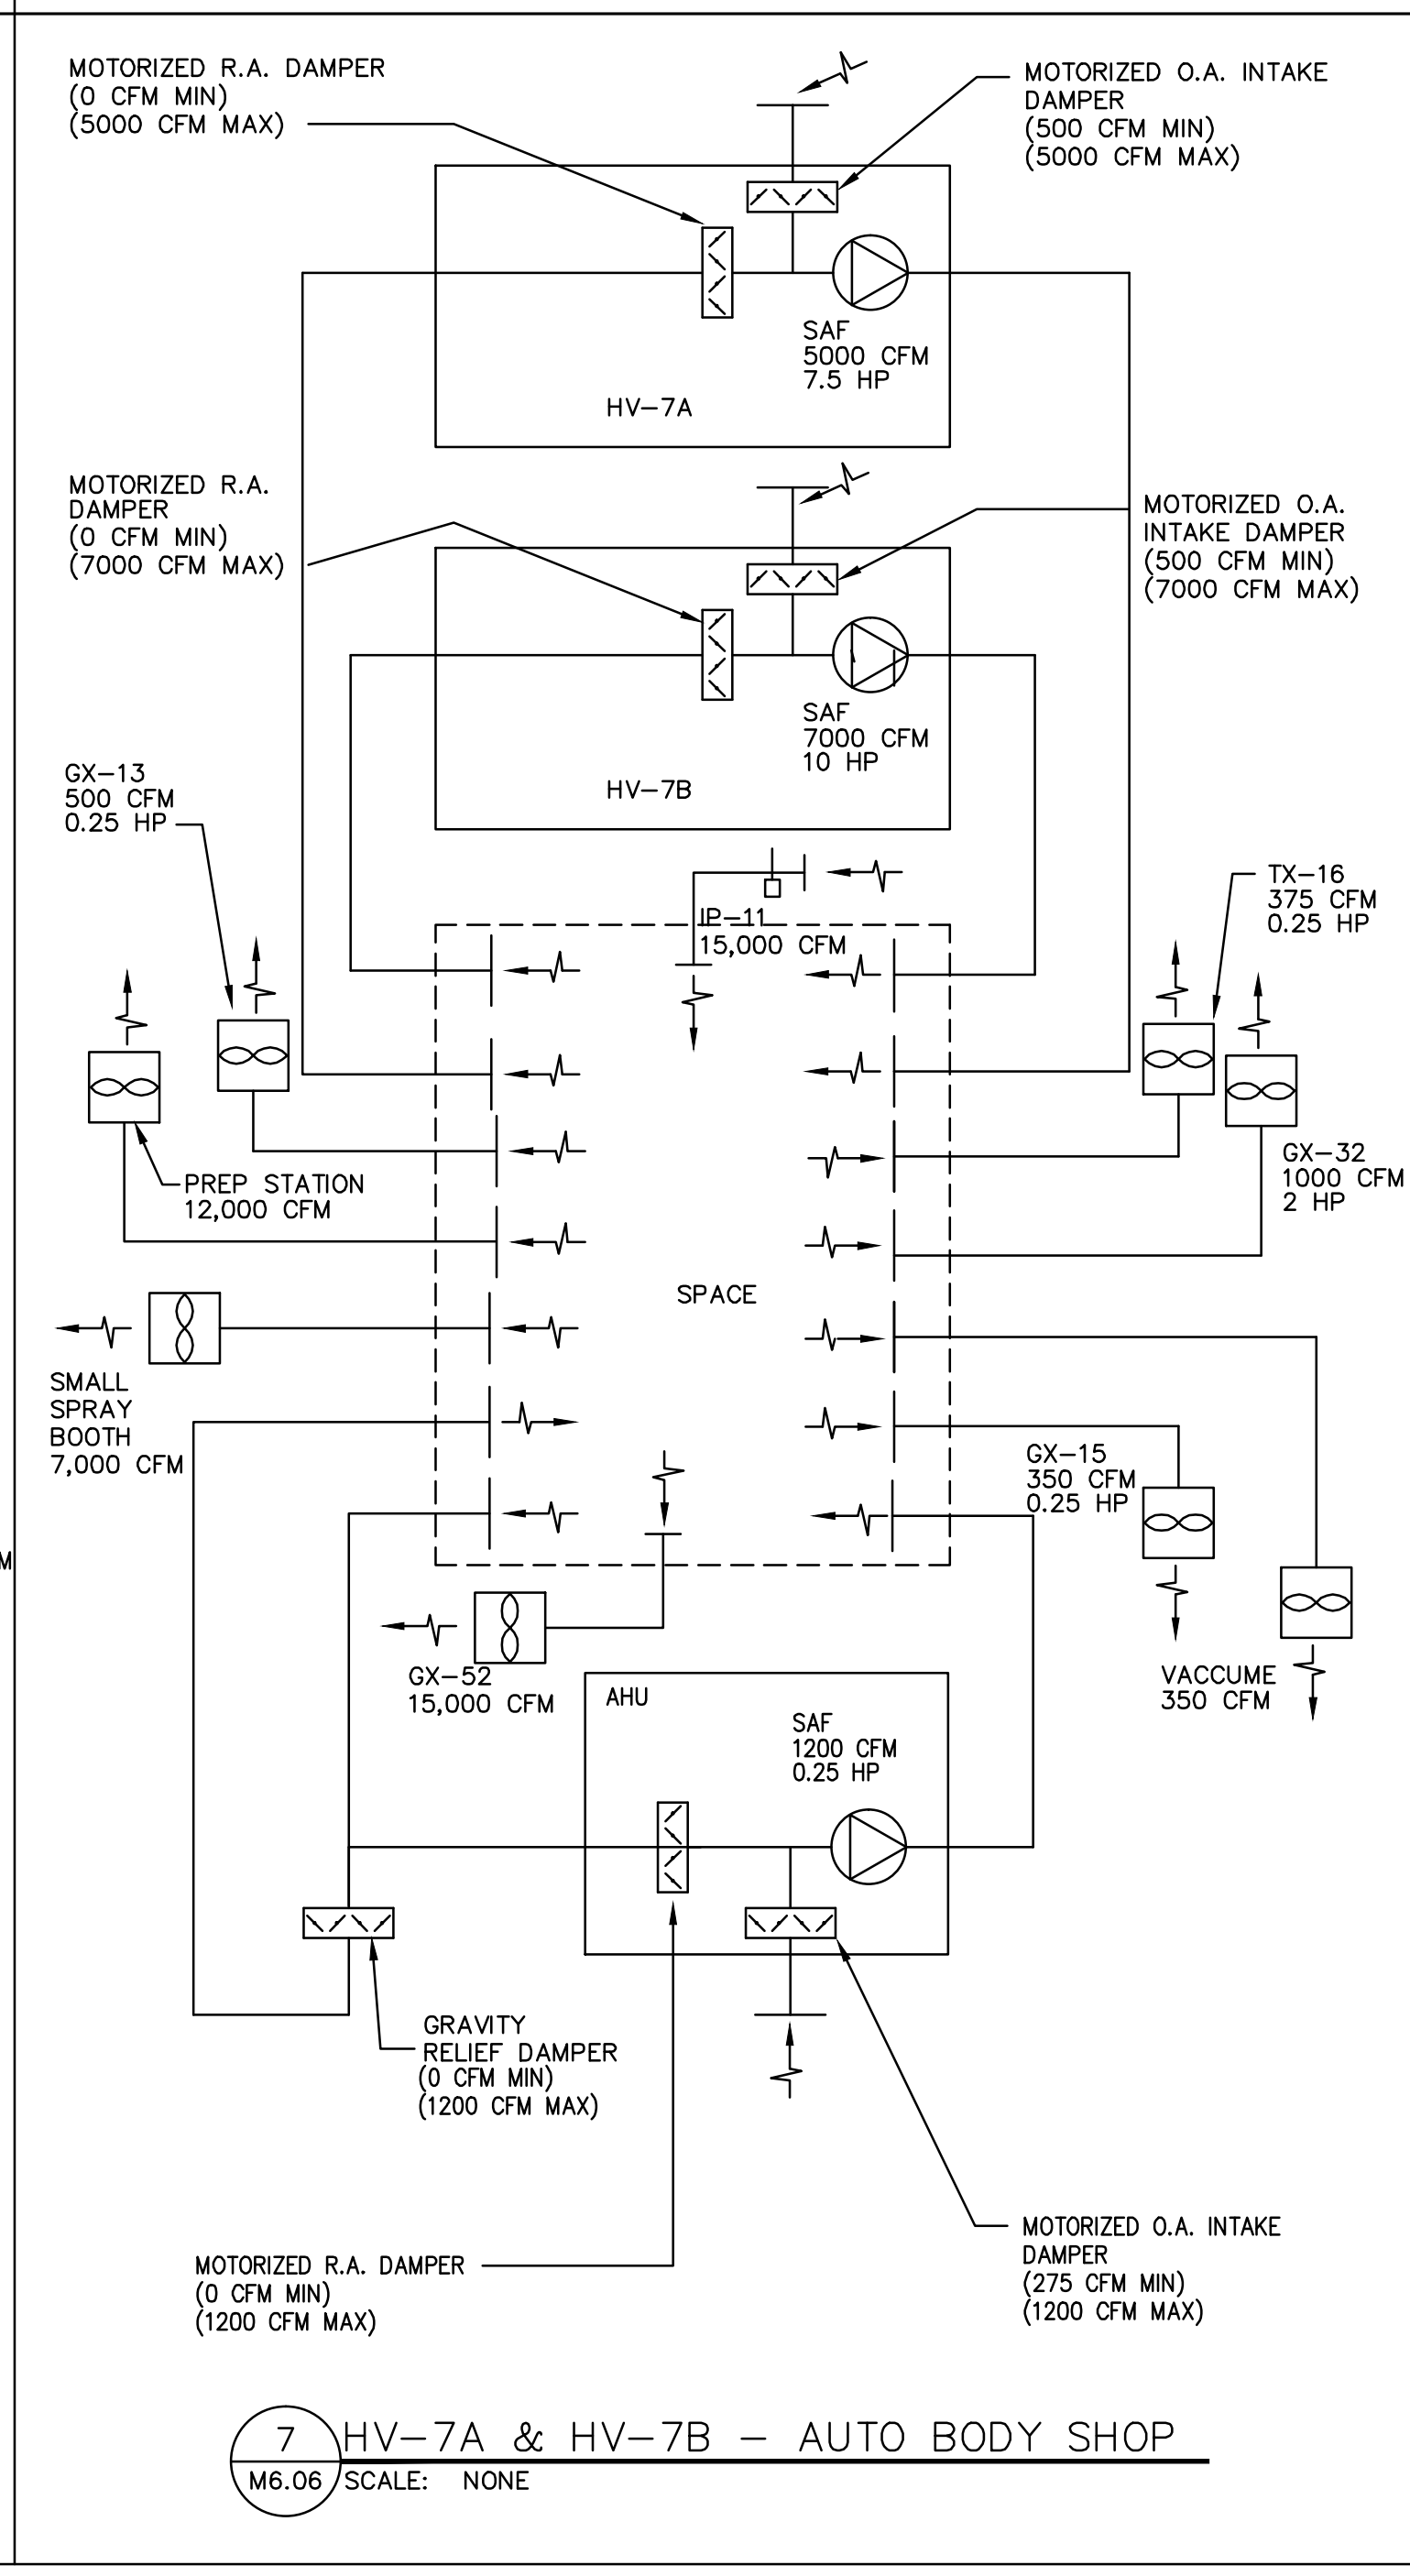 MOTORIZED R.A. DAMPER
(0 CFM MIN)
(5000 CFM MAX)
MOTORIZED O.A. INTAKE
DAMPER
(500 CFM MIN)
(5000 CFM MAX)
SAF
5000 CFM
7.5 HP
HV-7A
MOTORIZED R.A.
DAMPER
(0 CFM MIN)
(7000 CFM MAX)
MOTORIZED O.A.
INTAKE DAMPER
(500 CFM MIN)
(7000 CFM MAX)
SAF
7000 CFM
10 HP
HV-7B
GX-13
500 CFM
0.25 HP
IP-11
15,000 CFM
TX-16
375 CFM
0.25 HP
PREP STATION
12,000 CFM
GX-32
1000 CFM
2 HP
SPACE
SMALL
SPRAY
BOOTH
7,000 CFM
GX-15
350 CFM
0.25 HP
M
GX-52
15,000 CFM
VACCUME
350 CFM
AHU
SAF
1200 CFM
0.25 HP
GRAVITY
RELIEF DAMPER
(0 CFM MIN)
(1200 CFM MAX)
MOTORIZED R.A. DAMPER
(0 CFM MIN)
(1200 CFM MAX)
MOTORIZED O.A. INTAKE
DAMPER
(275 CFM MIN)
(1200 CFM MAX)
7
HV-7A & HV-7B - AUTO BODY SHOP
M6.06
SCALE: NONE